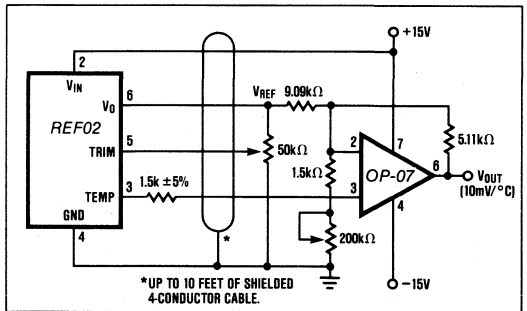 +15V
2
VIN
6
VO
VREF
9.09kΩ
REF02
5
TRIM
50kΩ
2
7
5.11kΩ
1.5kΩ
OP-07
6
VOUT
(10mV/°C)
3
TEMP
1.5k ±5%
3
4
GND
4
*
200kΩ
-15V
*UP TO 10 FEET OF SHIELDED
4-CONDUCTOR CABLE.